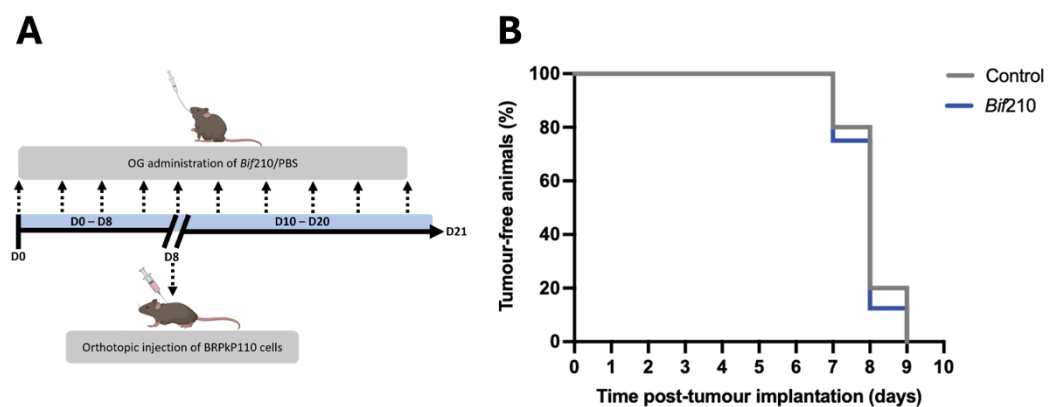 A
OG administration of Bif210/PBS
D0 – D8
D10 – D20
D0
D8
D21
Orthotopic injection of BRPkP110 cells
B
Tumour-free animals (%)
100
80
60
40
20
0
0 1 2 3 4 5 6 7 8 9 10
Time post-tumour implantation (days)
Control
Bif210